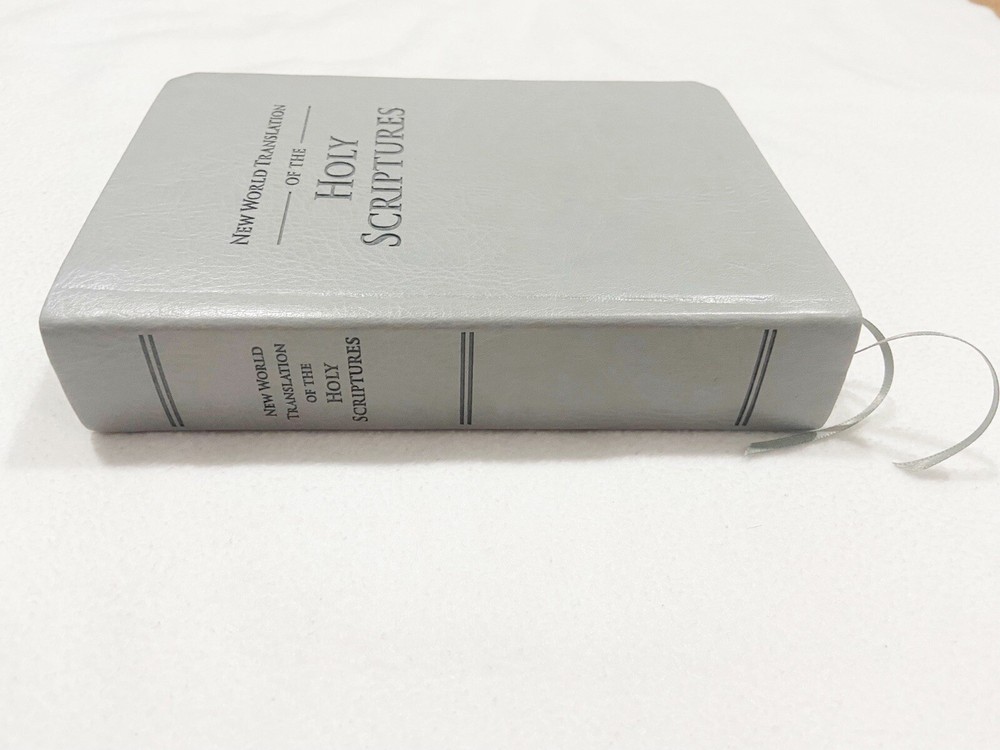 NEW WORLD TRANSLATION
OF THE
HOLY
SCRIPTURES
NEW WORLD
TRANSLATION
OF THE
HOLY
SCRIPTURES